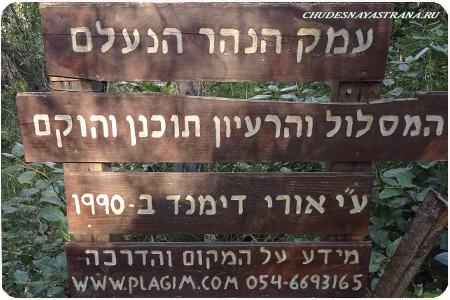 CHUDESNAYASTRANA.RU
עמק הנהר הנעלם
המסלול והרעיון תוכנן והוקם
ע"י אורי דימנד ב-1990
מידע על המקום והדרכה
WWW.PLAGIM.COM 054-6693165